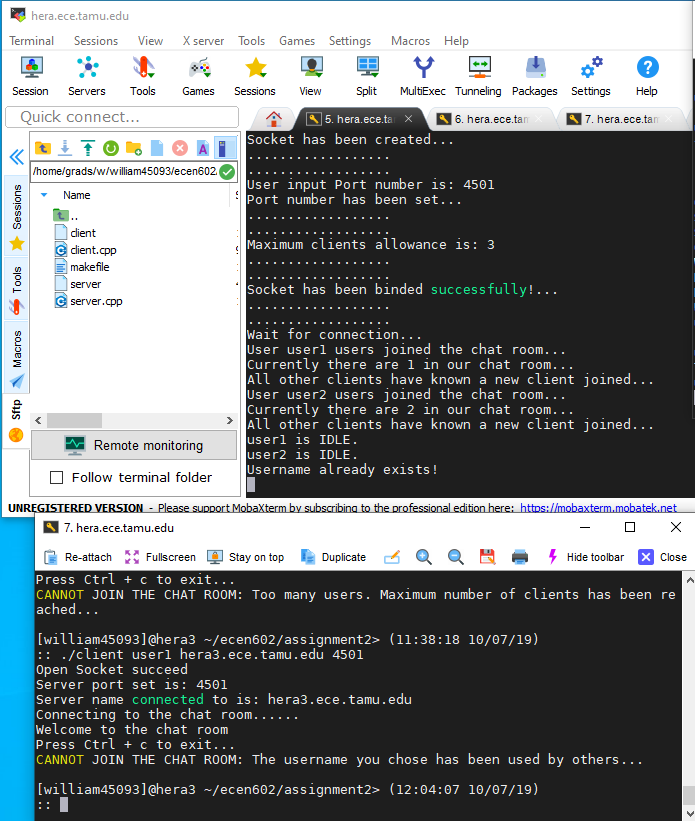 hera.ece.tamu.edu
Terminal Sessions View X server Tools Games Settings Macros Help
Session Servers Tools Games Sessions View Split MultiExec Tunneling Packages Settings Help
Quick connect...
5. hera.ece.ta
6. hera.ece.tam
7. hera.ece.tam
/home/grads/w/william45093/ecen602/
Name
..
client
client.cpp
makefile
server
server.cpp
Sessions
Tools
Macros
Sftp
Remote monitoring
Follow terminal folder
Socket has been created...
..................
..................
User input Port number is: 4501
Port number has been set...
..................
..................
Maximum clients allowance is: 3
..................
..................
Socket has been binded successfully!...
..................
..................
Wait for connection...
User user1 users joined the chat room...
Currently there are 1 in our chat room...
All other clients have known a new client joined...
User user2 users joined the chat room...
Currently there are 2 in our chat room...
All other clients have known a new client joined...
user1 is IDLE.
user2 is IDLE.
Username already exists!
UNREGISTERED VERSION - Please support MobaXterm by subscribing to the professional edition here: https://mobaxterm.mobatek.net
7. hera.ece.tamu.edu
Re-attach Fullscreen Stay on top Duplicate Hide toolbar Close
Press Ctrl + c to exit...
CANNOT JOIN THE CHAT ROOM: Too many users. Maximum number of clients has been re
ached...
[william45093]@hera3 ~/ecen602/assignment2> (11:38:18 10/07/19)
:: ./client user1 hera3.ece.tamu.edu 4501
Open Socket succeed
Server port set is: 4501
Server name connected to is: hera3.ece.tamu.edu
Connecting to the chat room......
Welcome to the chat room
Press Ctrl + c to exit...
CANNOT JOIN THE CHAT ROOM: The username you chose has been used by others...
[william45093]@hera3 ~/ecen602/assignment2> (12:04:07 10/07/19)
::